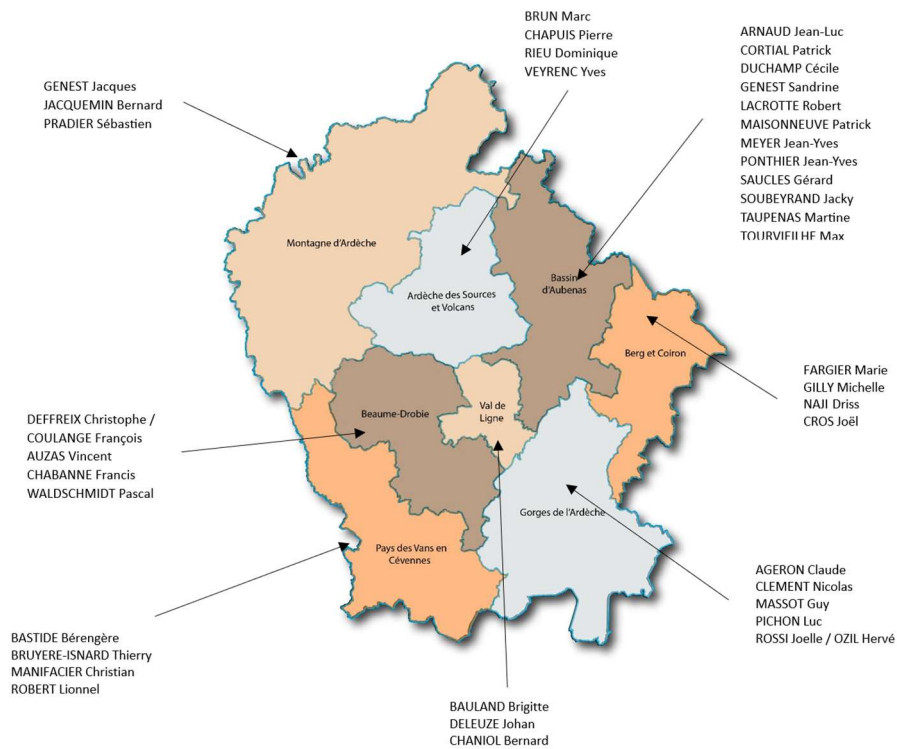 BRUN Marc
CHAPUIS Pierre
RIEU Dominique
VEYRENC Yves
ARNAUD Jean-Luc
CORTIAL Patrick
DUCHAMP Cécile
GENEST Sandrine
LACROTTE Robert
MAISONNEUVE Patrick
MEYER Jean-Yves
PONTHIER Jean-Yves
SAUCLES Gérard
SOUBEYRAND Jacky
TAUPENAS Martine
TOURVIEILHE Max
GENEST Jacques
JACQUEMIN Bernard
PRADIER Sébastien
Montagne d'Ardèche
Ardèche des Sources
et Volcans
Bassin
d'Aubenas
Berg et Coiron
Beaume-Drobie
Val de
Ligne
Gorges de l'Ardèche
Pays des Vans en
Cévennes
FARGIER Marie
GILLY Michelle
NAJI Driss
CROS Joël
DEFFREIX Christophe /
COULANGE François
AUZAS Vincent
CHABANNE Francis
WALDSCHMIDT Pascal
AGERON Claude
CLEMENT Nicolas
MASSOT Guy
PICHON Luc
ROSSI Joelle / OZIL Hervé
BASTIDE Bérengère
BRUYERE-ISNARD Thierry
MANIFACIER Christian
ROBERT Lionnel
BAULAND Brigitte
DELEUZE Johan
CHANIOL Bernard